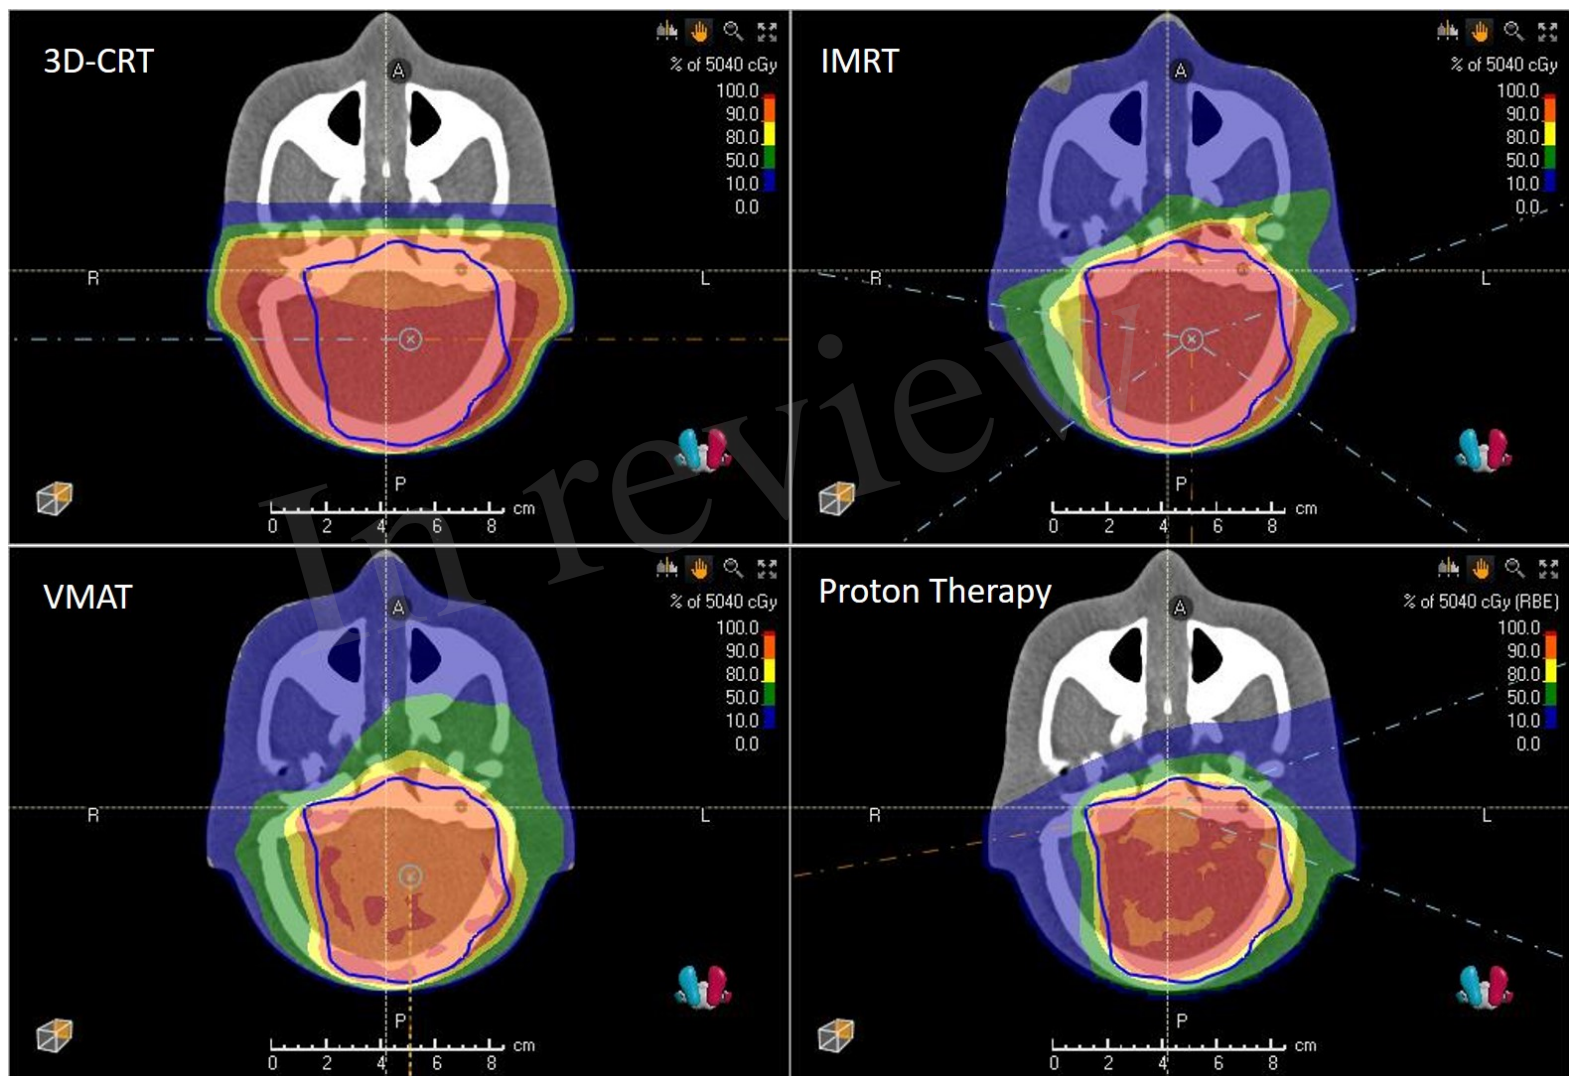 3D-CRT
A
% of 5040 cGy
100.0
90.0
80.0
50.0
10.0
0.0
R
L
P
cm
0 2 4 6 8
IMRT
A
% of 5040 cGy
100.0
90.0
80.0
50.0
10.0
0.0
R
L
P
cm
0 2 4 6 8
In review
VMAT
A
% of 5040 cGy
100.0
90.0
80.0
50.0
10.0
0.0
R
L
P
cm
0 2 4 6 8
Proton Therapy
A
% of 5040 cGy (RBE)
100.0
90.0
80.0
50.0
10.0
0.0
R
L
P
cm
0 2 4 6 8